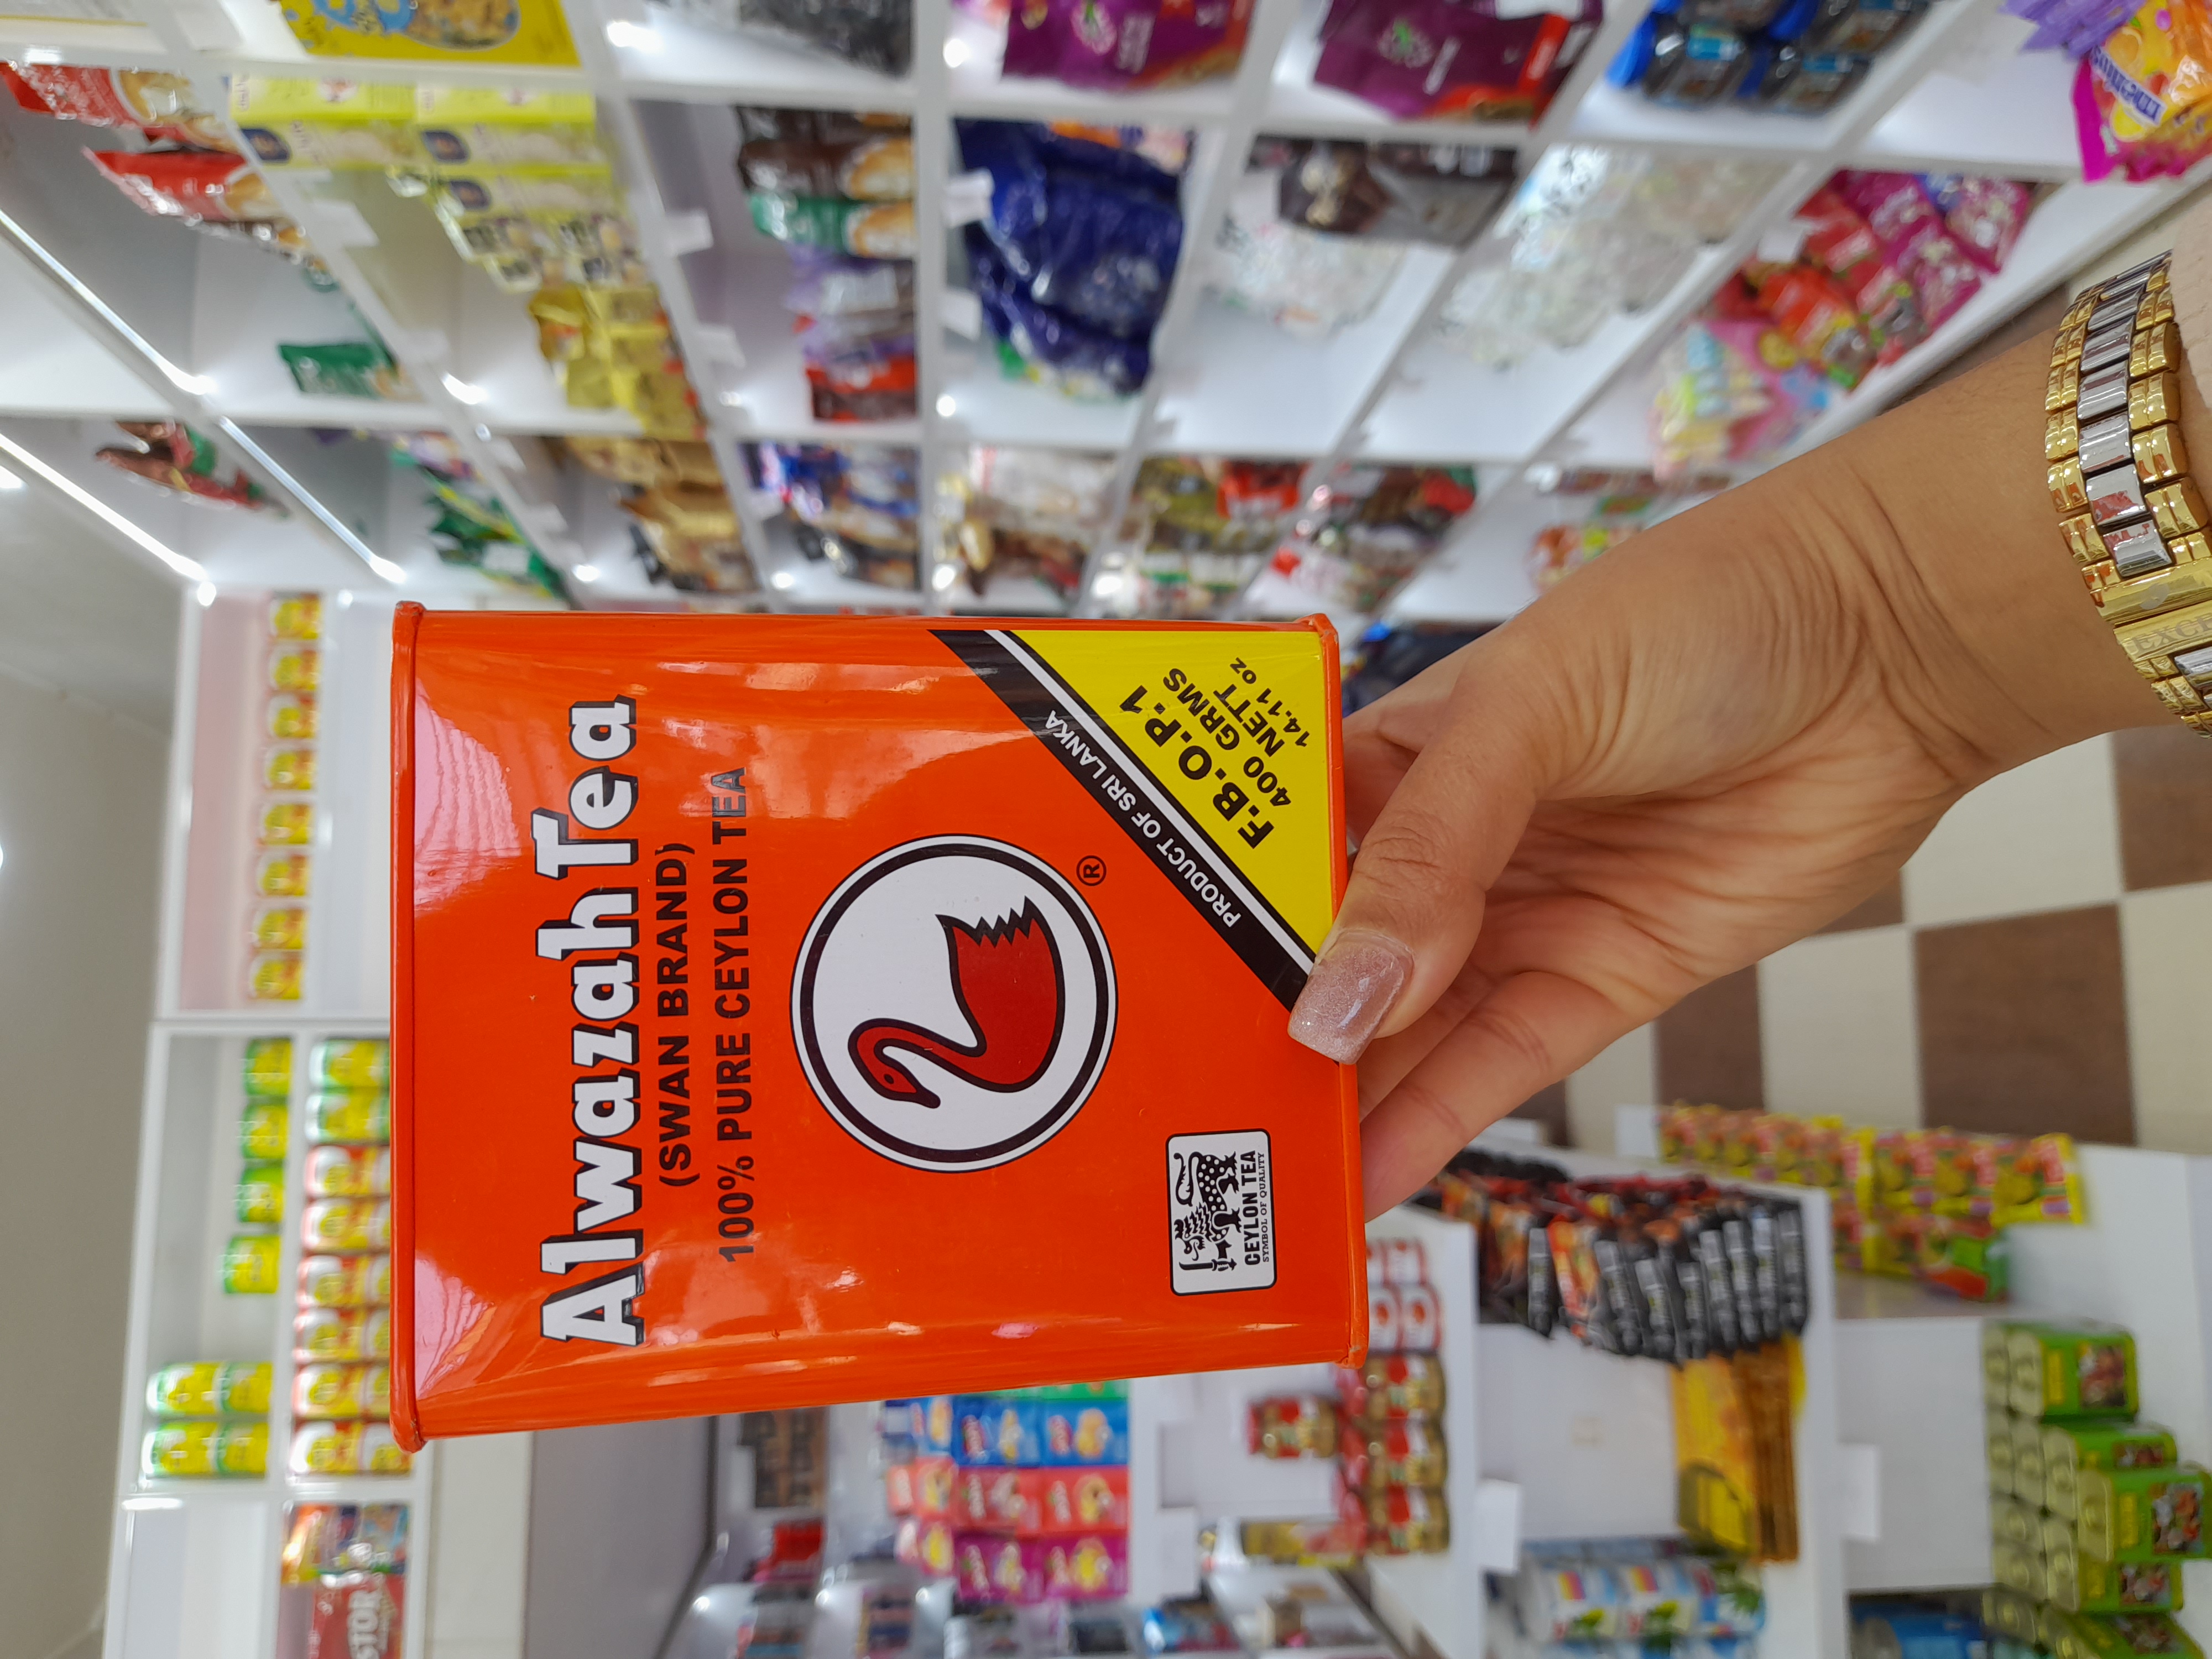 Alwazah Tea
(SWAN BRAND)
100% PURE CEYLON TEA
®
PRODUCT OF SRI LANKA
F.B.O.P.1
400 GRMS
NETT
14.11 OZ
CEYLON TEA
SYMBOL OF QUALITY